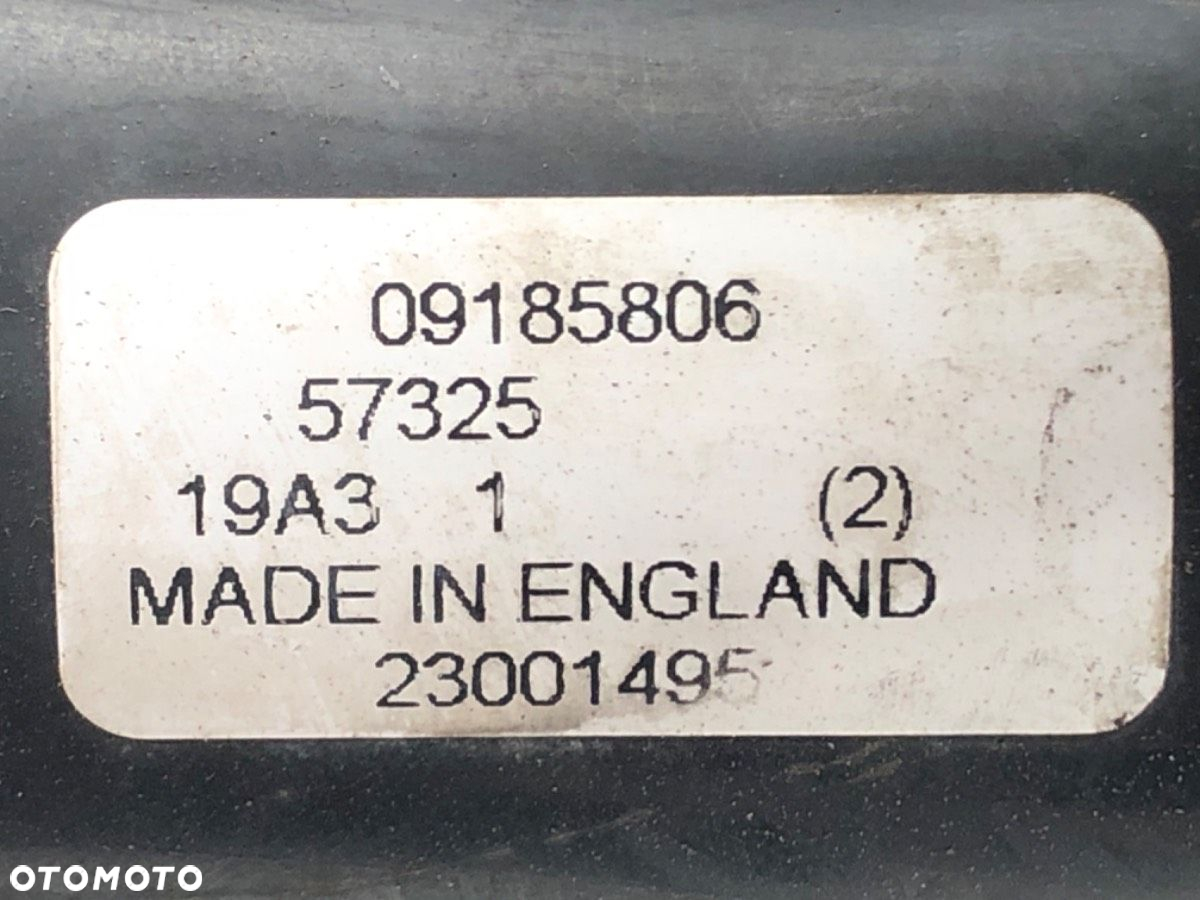 09185806
57325
19A3 1 (2)
MADE IN ENGLAND
23001495
OTOMOTO